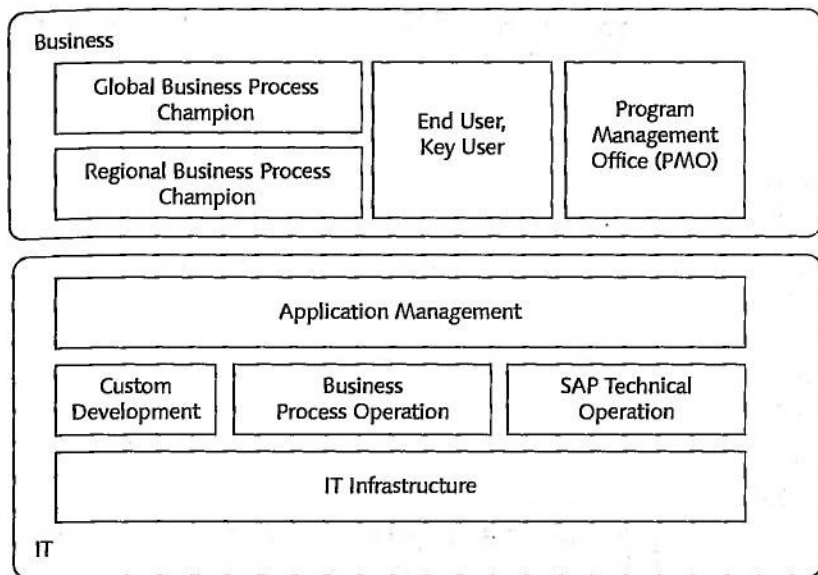 Business
Global Business Process
Champion
Regional Business Process
Champion
End User,
Key User
Program
Management
Office (PMO)
Application Management
Custom
Development
Business
Process Operation
SAP Technical
Operation
IT Infrastructure
IT